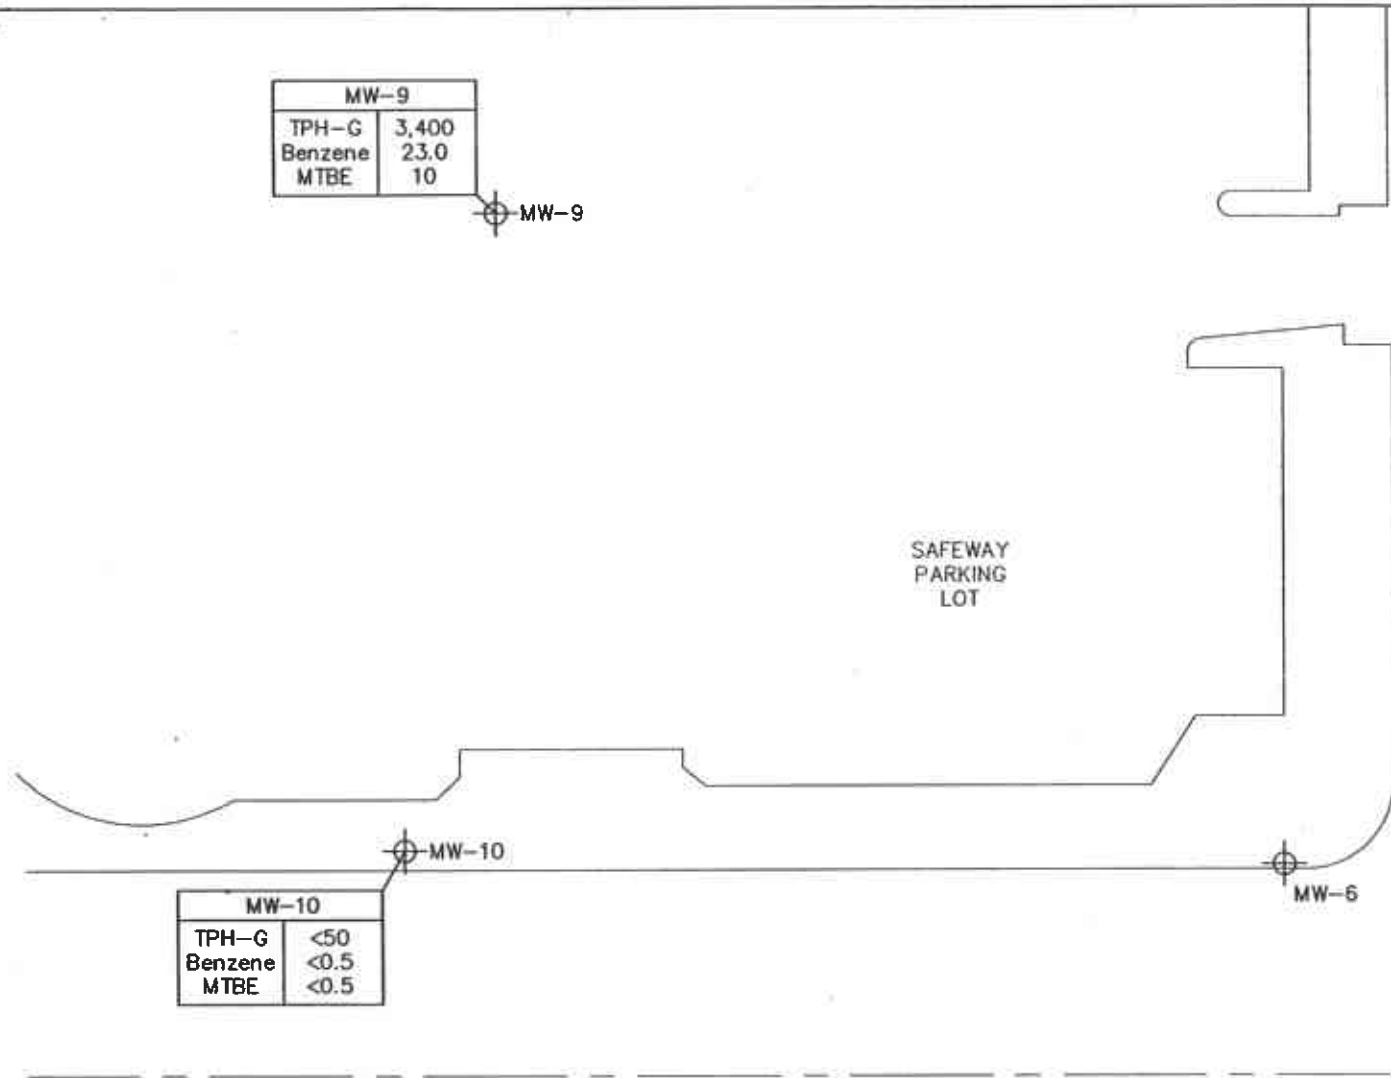 MW-9
TPH-G 3,400
Benzene 23.0
MTBE 10
MW-9
SAFEWAY
PARKING
LOT
MW-10
MW-6
MW-10
TPH-G <50
Benzene <0.5
MTBE <0.5